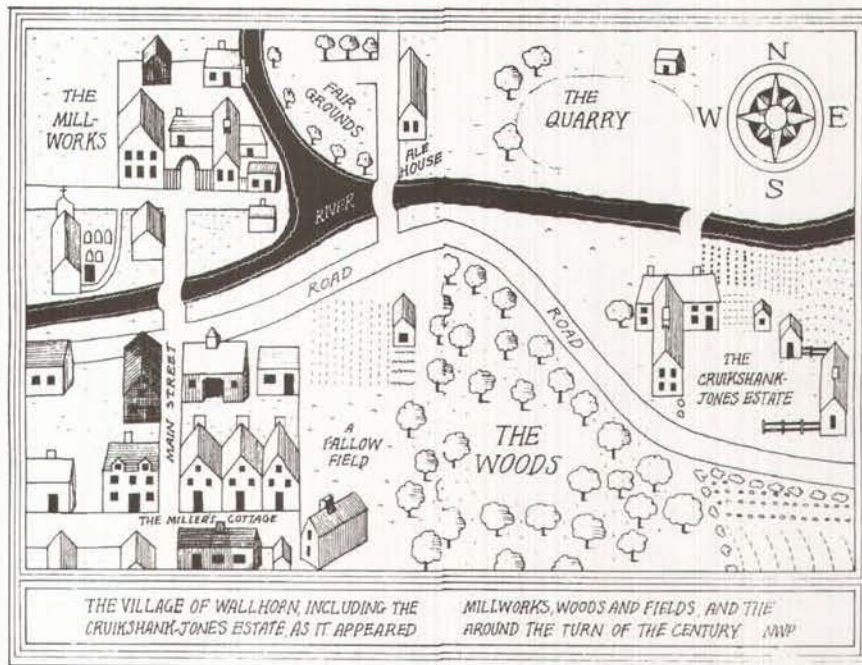 THE
MILL-
WORKS
FAIR
GROUNDS
ALE
HOUSE
THE
QUARRY
N
W
E
S
RIVER
ROAD
ROAD
MAIN STREET
THE
CRUIKSHANK-
JONES ESTATE
A
FALLOW
FIELD
THE
WOODS
THE MILLER'S COTTAGE
THE VILLAGE OF WALLHORN, INCLUDING THE MILLWORKS, WOODS AND FIELDS, AND THE
CRUIKSHANK-JONES ESTATE, AS IT APPEARED AROUND THE TURN OF THE CENTURY. NWP